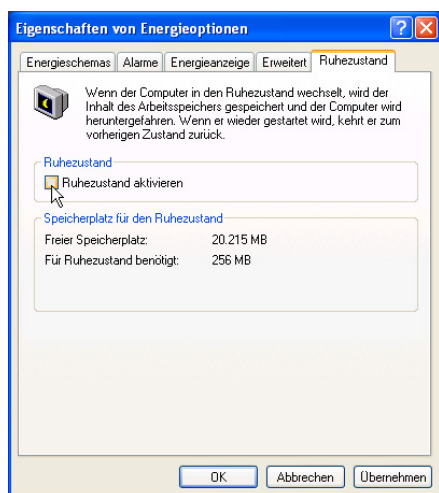 Eigenschaften von Energieoptionen
Energieschemas Alarme Energieanzeige Erweitert Ruhezustand
Wenn der Computer in den Ruhezustand wechselt, wird der
Inhalt des Arbeitsspeichers gespeichert und der Computer wird
heruntergefahren. Wenn er wieder gestartet wird, kehrt er zum
vorherigen Zustand zurück.
Ruhezustand
Ruhezustand aktivieren
Speicherplatz für den Ruhezustand
Freier Speicherplatz: 20.215 MB
Für Ruhezustand benötigt: 256 MB
OK Abbrechen Übernehmen